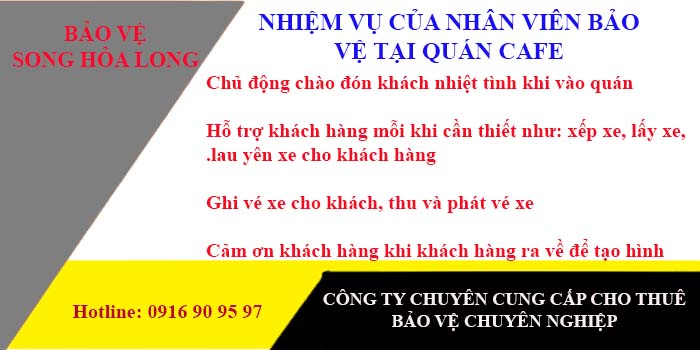 BẢO VỆ
SONG HỎA LONG
NHIỆM VỤ CỦA NHÂN VIÊN BẢO
VỆ TẠI QUÁN CAFE
Chủ động chào đón khách nhiệt tình khi vào quán
Hỗ trợ khách hàng mỗi khi cần thiết như: xếp xe, lấy xe,
.lau yên xe cho khách hàng
Ghi vé xe cho khách, thu và phát vé xe
Cảm ơn khách hàng khi khách hàng ra về để tạo hình
Hotline: 0916 90 95 97
CÔNG TY CHUYÊN CUNG CẤP CHO THUÊ
BẢO VỆ CHUYÊN NGHIỆP